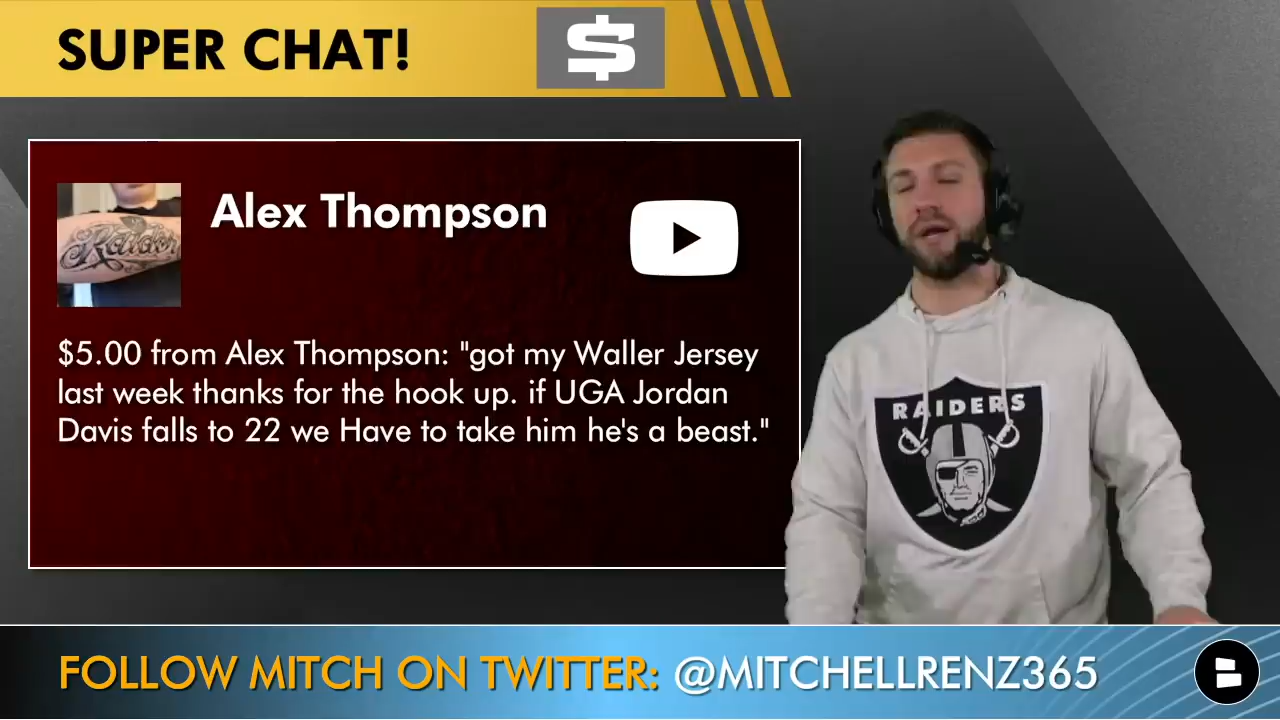 SUPER CHAT!
Alex Thompson
Raider
$5.00 from Alex Thompson: "got my Waller Jersey
last week thanks for the hook up. if UGA Jordan
Davis falls to 22 we Have to take him he's a beast."
RAIDERS
FOLLOW MITCH ON TWITTER: @MITCHELLRENZ365